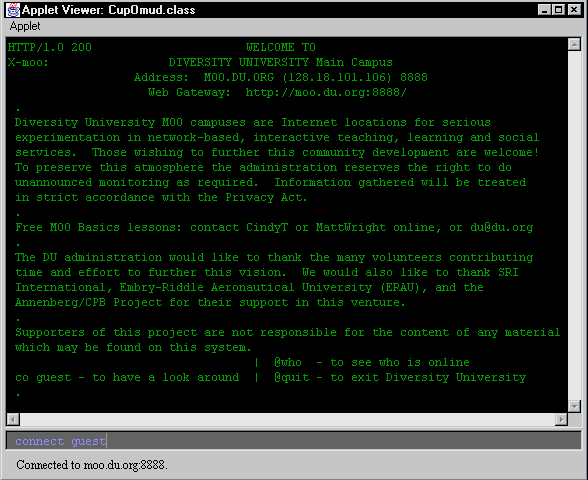 Applet Viewer: CupOmud.class
Applet
HTTP/1.0 200 WELCOME TO
X-moo: DIVERSITY UNIVERSITY Main Campus
Address: MOO.DU.ORG (128.18.101.106) 8888
Web Gateway: http://moo.du.org:8888/
.
Diversity University MOO campuses are Internet locations for serious
experimentation in network-based, interactive teaching, learning and social
services. Those wishing to further this community development are welcome!
To preserve this atmosphere the administration reserves the right to do
unannounced monitoring as required. Information gathered will be treated
in strict accordance with the Privacy Act.
.
Free MOO Basics lessons: contact CindyT or MattWright online, or du@du.org
.
The DU administration would like to thank the many volunteers contributing
time and effort to further this vision. We would also like to thank SRI
International, Embry-Riddle Aeronautical University (ERAU), and the
Annenberg/CPB Project for their support in this venture.
.
Supporters of this project are not responsible for the content of any material
which may be found on this system.
| @who - to see who is online
co guest - to have a look around | @quit - to exit Diversity University
.
connect guest
Connected to moo.du.org:8888.